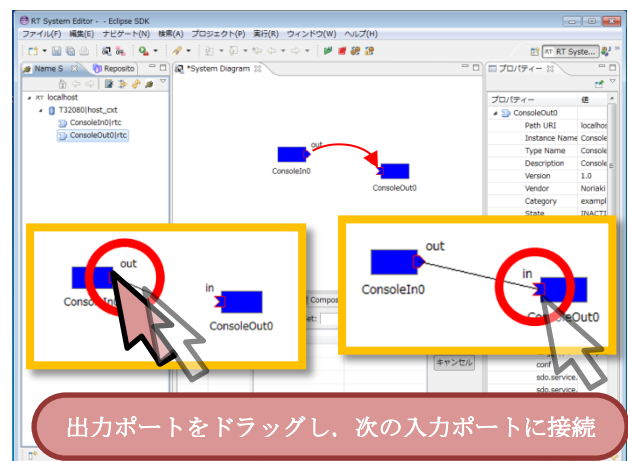 RT System Editor - - Eclipse SDK
ファイル(F) 編集(E) ナビゲート(N) 検索(A) プロジェクト(P) 実行(R) ウィンドウ(W) ヘルプ(H)
RT RT Syste...
Name S
Reposito
*System Diagram
プロパティー
RT localhost
T32080|host_cxt
ConsoleIn0|rtc
ConsoleOut0|rtc
out
ConsoleIn0
ConsoleOut0
プロパティー 値
ConsoleOut0
Path URI localhos
Instance Name Console
Type Name Console
Description Console
Version 1.0
Vendor Noriaki
Category exampl
State INACTI
out
ConsoleIn0
in
ConsoleOut0
out
ConsoleIn0
in
ConsoleOut0
Compos
et:
キャンセル
conf
sdo.service.
sdo.service.
出力ポートをドラッグし，次の入力ポートに接続